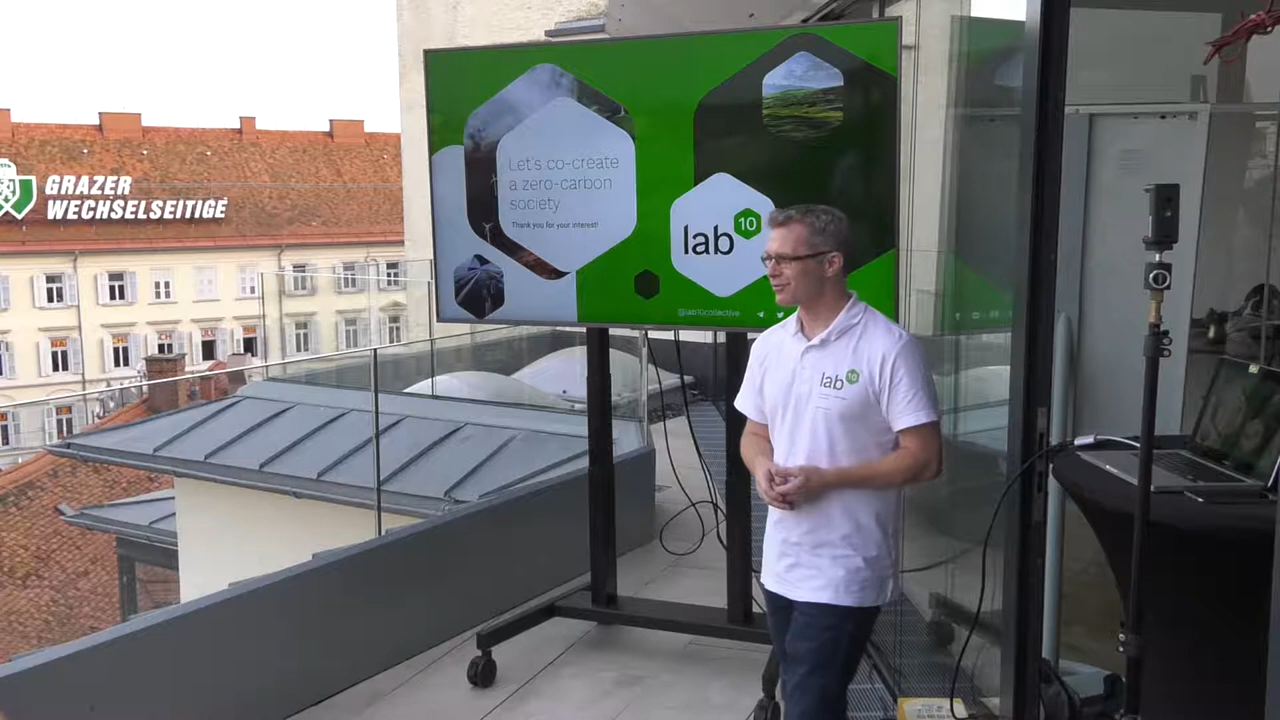 GRAZER
WECHSELSEITIGE
Let's co-create
a zero-carbon
society
Thank you for your interest!
lab10
@lab10collective
lab10